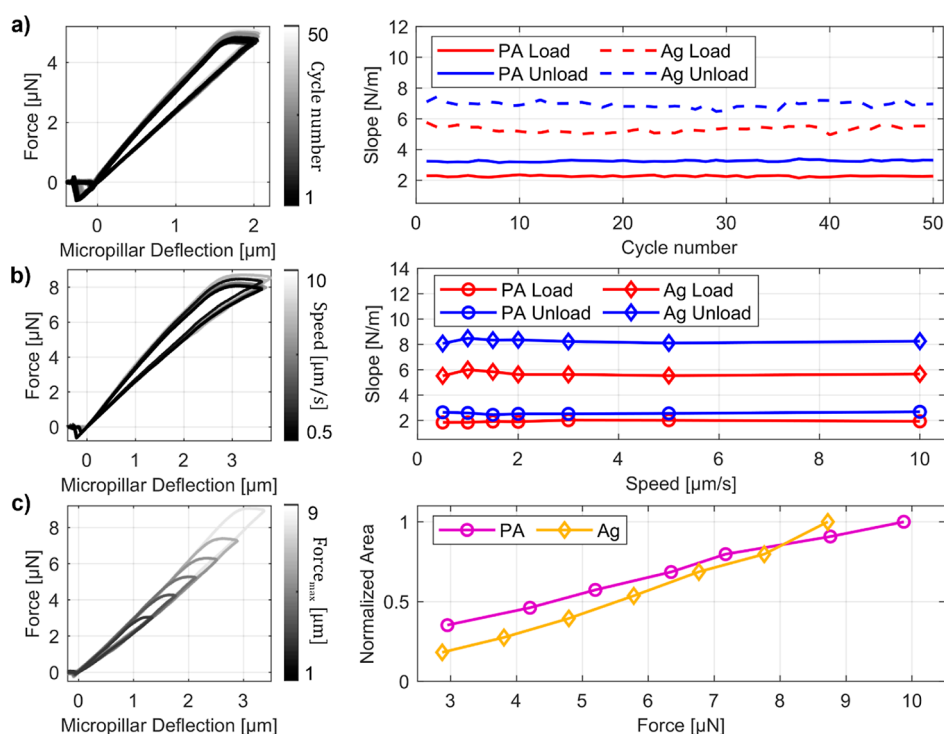 a)
Force [µN]
4
2
0
0
1
2
Micropillar Deflection [µm]
50
Cycle number
1
Slope [N/m]
12
10
8
6
4
2
PA Load
Ag Load
PA Unload
Ag Unload
0
10
20
30
40
50
Cycle number
b)
Force [µN]
8
6
4
2
0
0
1
2
3
Micropillar Deflection [µm]
10
Speed [µm/s]
0.5
Slope [N/m]
14
12
10
8
6
4
2
PA Load
Ag Load
PA Unload
Ag Unload
0
2
4
6
8
10
Speed [µm/s]
c)
Force [µN]
8
6
4
2
0
0
1
2
3
Micropillar Deflection [µm]
9
Force_max [µm]
1
Normalized Area
1
0.5
0
PA
Ag
3
4
5
6
7
8
9
10
Force [µN]